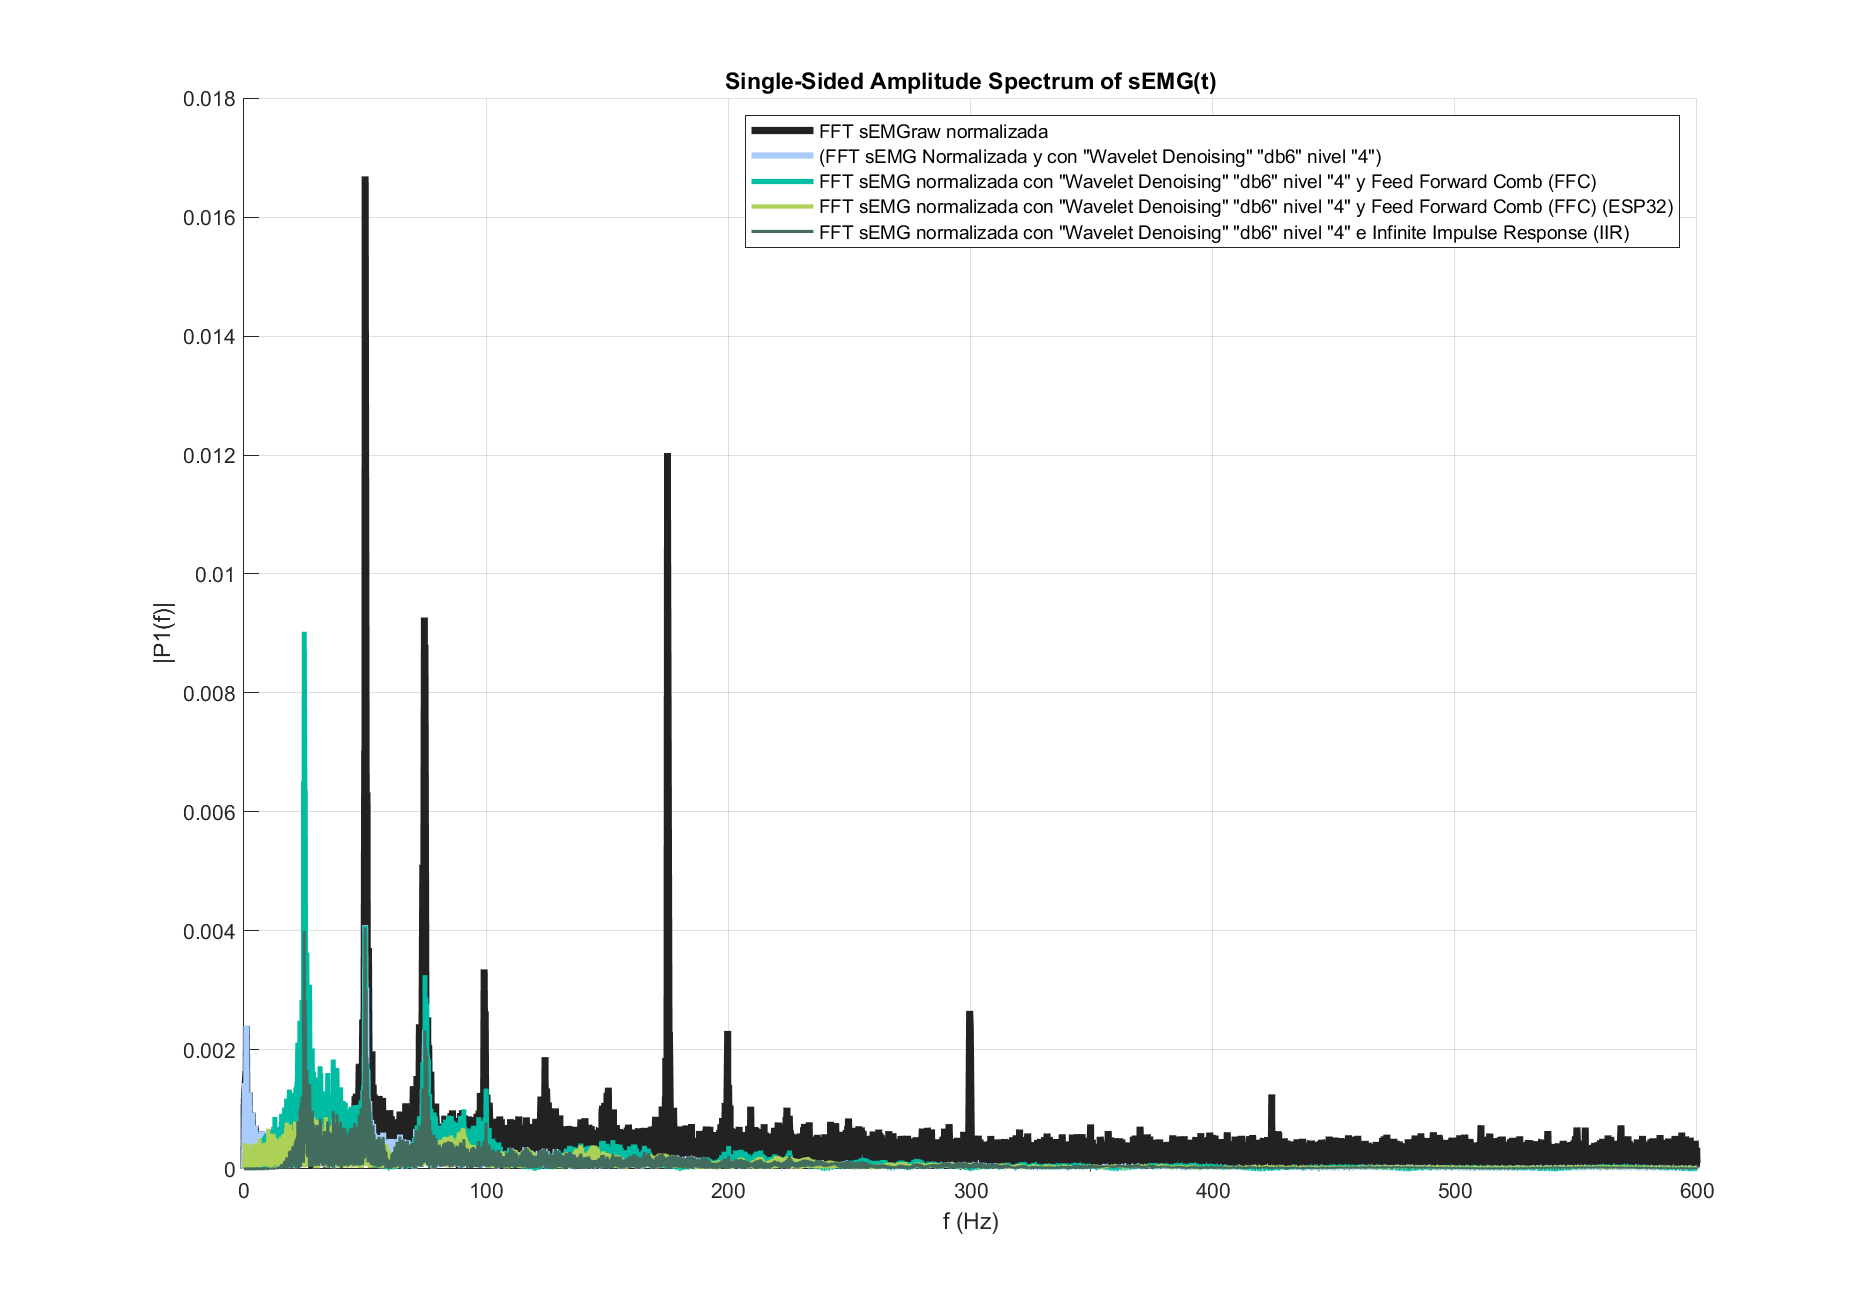 Single-Sided Amplitude Spectrum of sEMG(t)
FFT sEMGraw normalizada
(FFT sEMG Normalizada y con "Wavelet Denoising" "db6" nivel "4")
FFT sEMG normalizada con "Wavelet Denoising" "db6" nivel "4" y Feed Forward Comb (FFC)
FFT sEMG normalizada con "Wavelet Denoising" "db6" nivel "4" y Feed Forward Comb (FFC) (ESP32)
FFT sEMG normalizada con "Wavelet Denoising" "db6" nivel "4" e Infinite Impulse Response (IIR)
0.018
0.016
0.014
0.012
0.01
0.008
0.006
0.004
0.002
0
|P1(f)|
0 100 200 300 400 500 600
f (Hz)